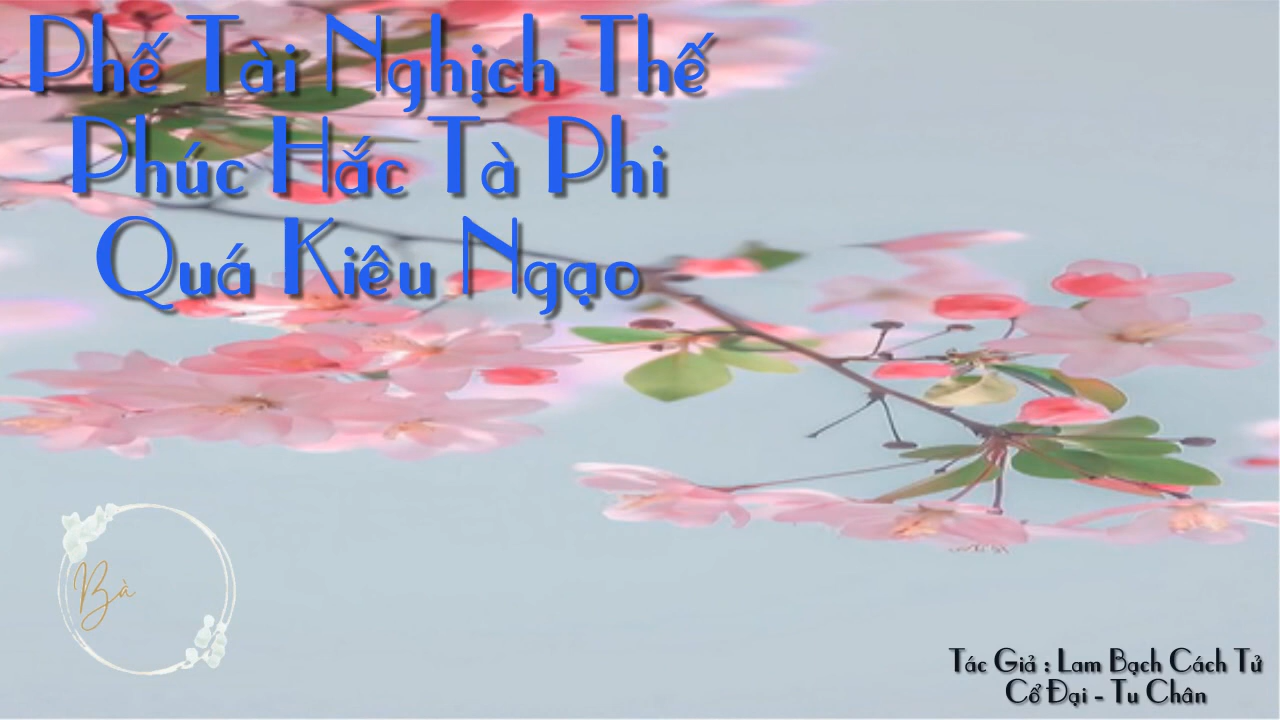 Phế Tài Nghịch Thế
Phúc Hắc Tà Phi
Quá Kiêu Ngạo
Bà
Tác Giả : Lam Bạch Cách Tử
Cổ Đại - Tu Chân